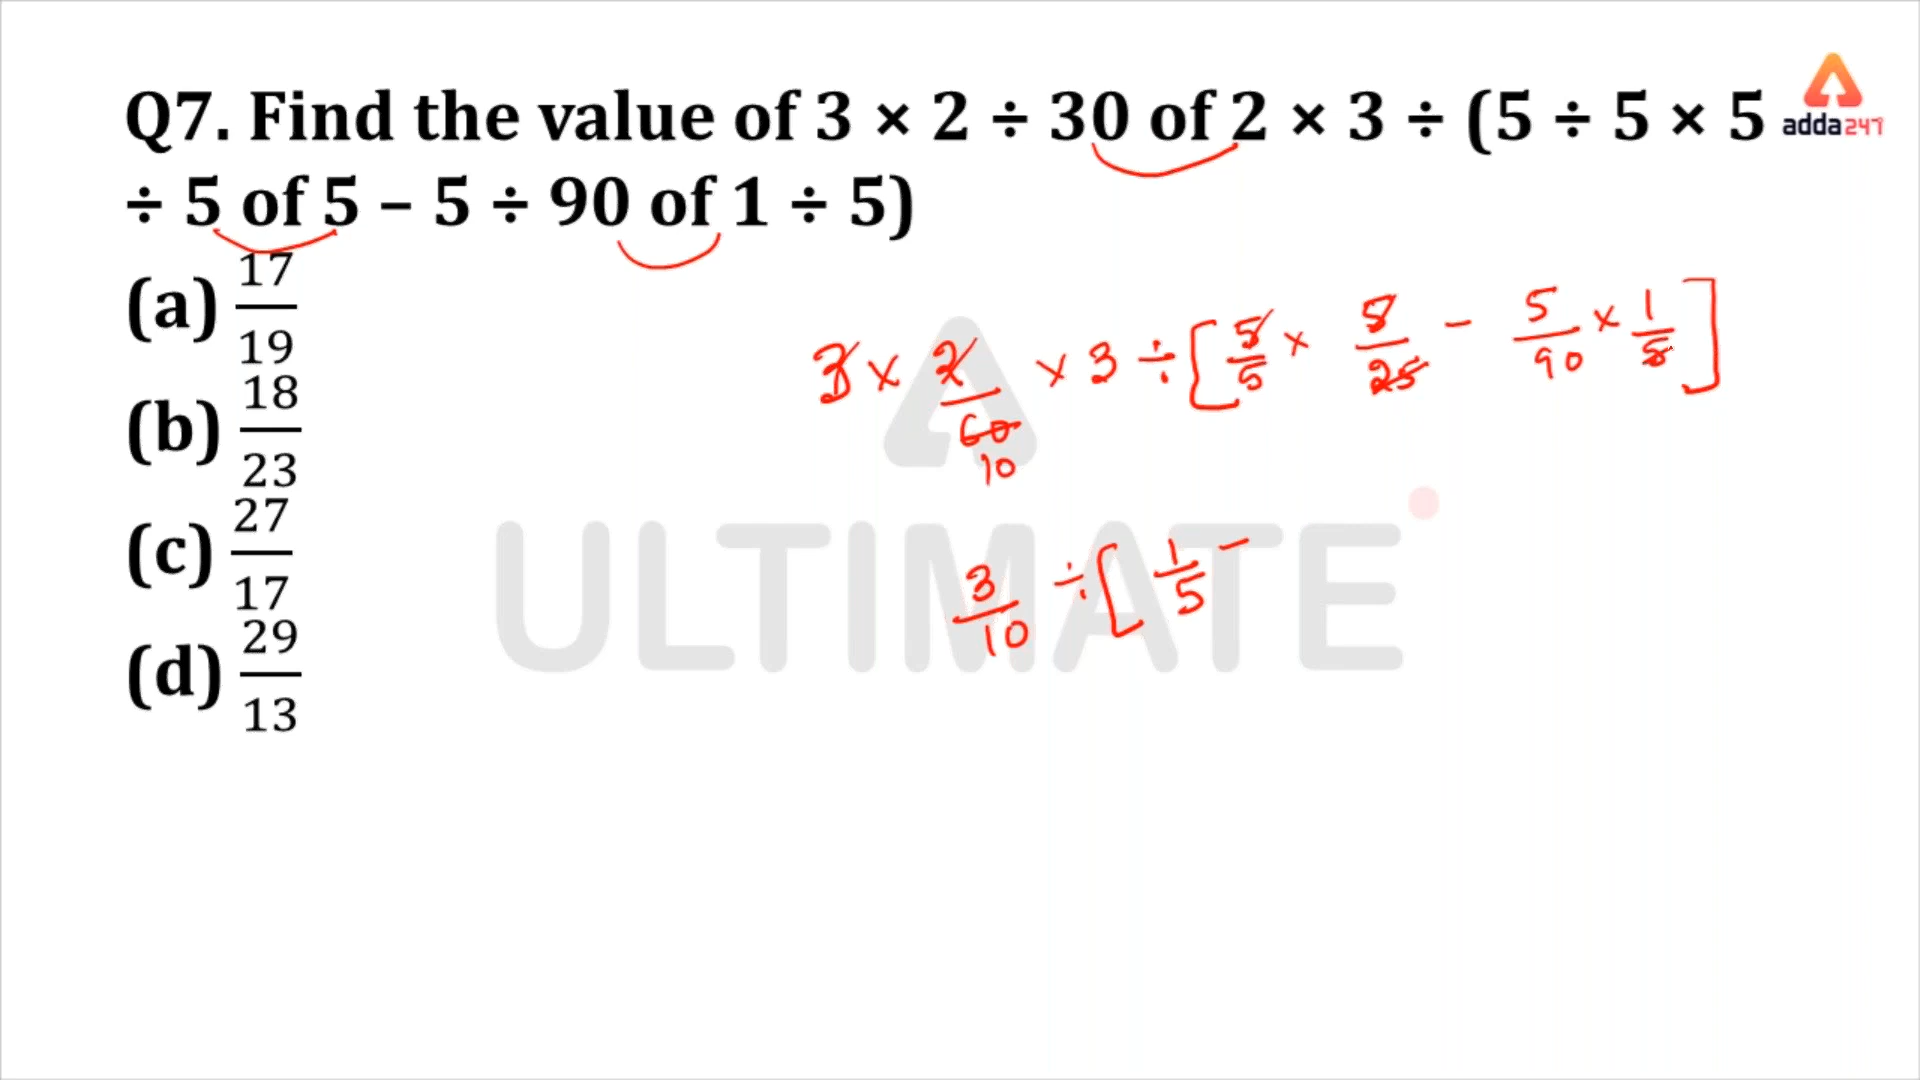 Q7. Find the value of 3 × 2 ÷ 30 of 2 × 3 ÷ (5 ÷ 5 × 5
÷ 5 of 5 – 5 ÷ 90 of 1 ÷ 5)
adda247
(a) 17/19
(b) 18/23
(c) 27/17
(d) 29/13
3 × 2/60 × 3 ÷ [5/5 × 5/25 - 5/90 × 1/5]
10
3/10 ÷ [1/5 -
ULTIMATE